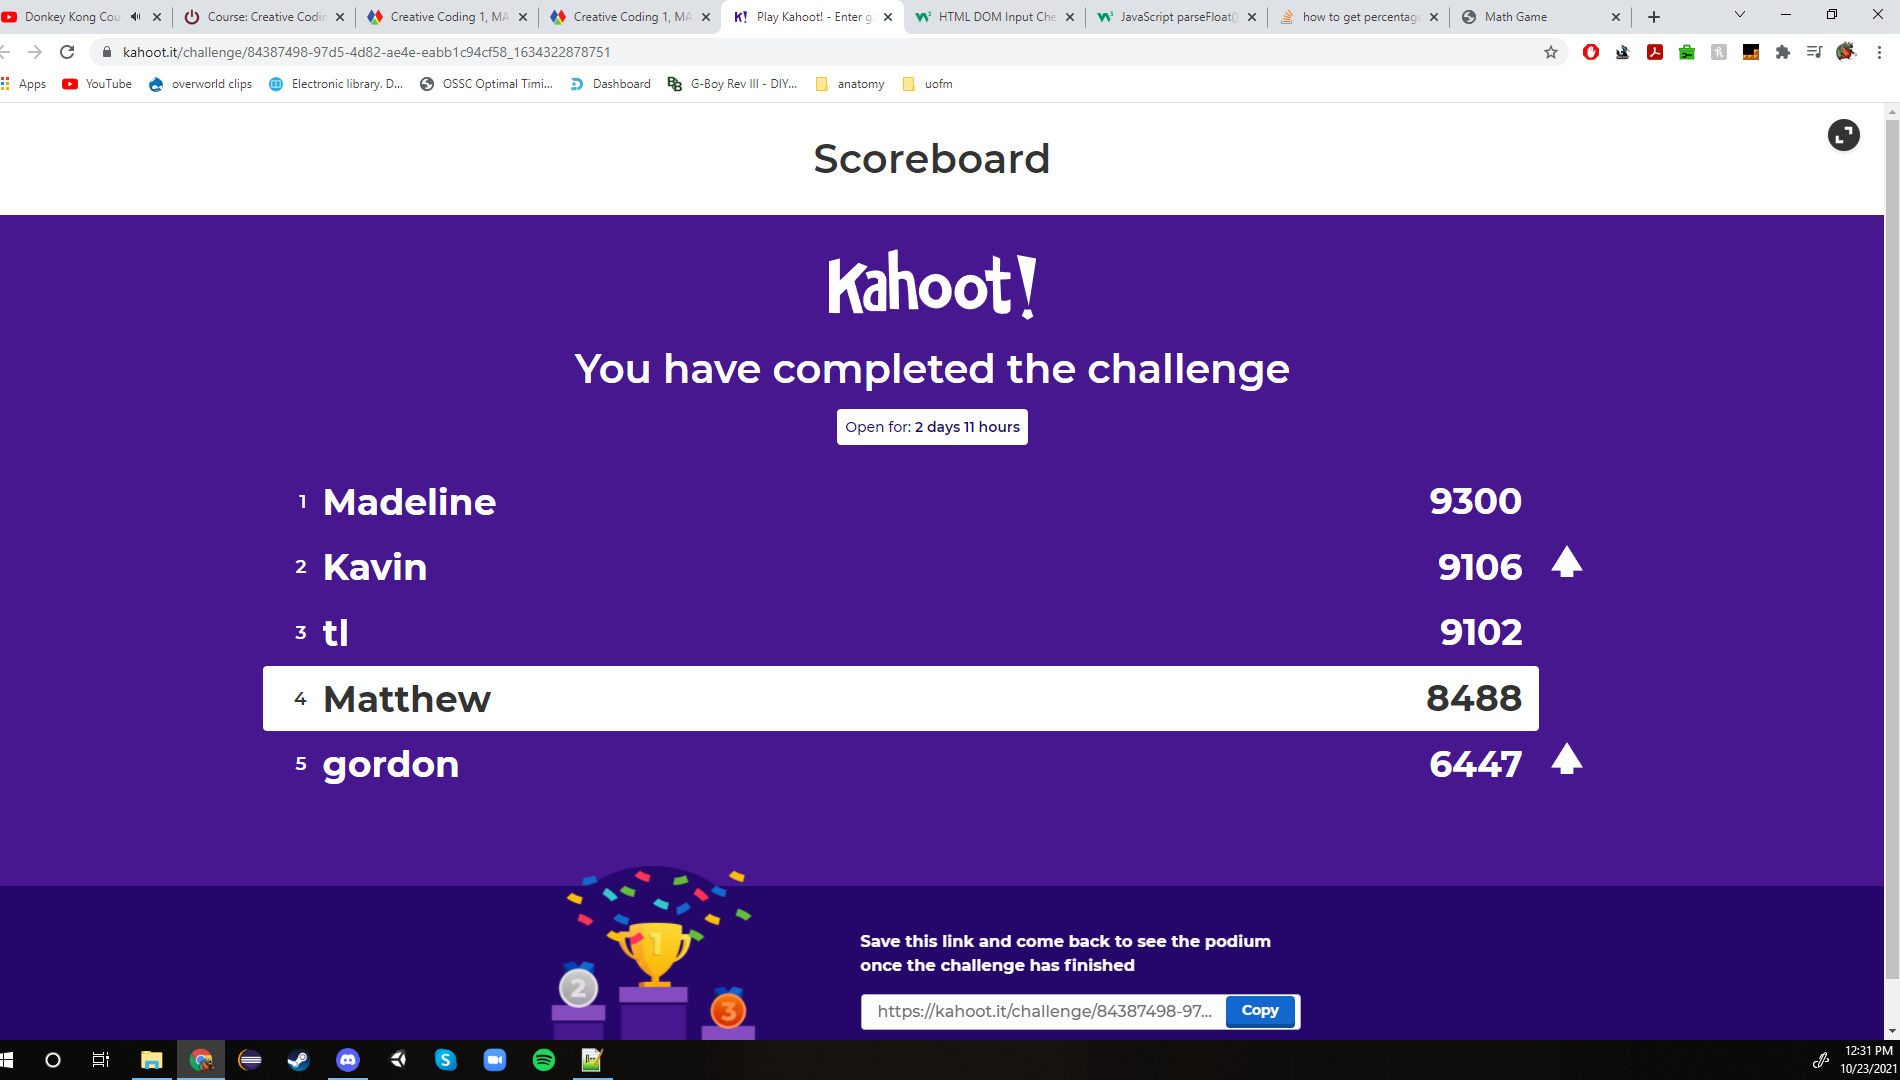 Donkey Kong Cou
Course: Creative Codin
Creative Coding 1, MA
Creative Coding 1, MA
K! Play Kahoot! - Enter g
HTML DOM Input Che
JavaScript parseFloat()
how to get percentag
Math Game
kahoot.it/challenge/84387498-97d5-4d82-ae4e-eabb1c94cf58_1634322878751
Apps
YouTube
overworld clips
Electronic library. D...
OSSC Optimal Timi...
Dashboard
G-Boy Rev III - DIY...
anatomy
uofm
Scoreboard
Kahoot!
You have completed the challenge
Open for: 2 days 11 hours
1 Madeline 9300
2 Kavin 9106
3 tl 9102
4 Matthew 8488
5 gordon 6447
1
2
3
Save this link and come back to see the podium
once the challenge has finished
https://kahoot.it/challenge/84387498-97...
Copy
12:31 PM
10/23/2021